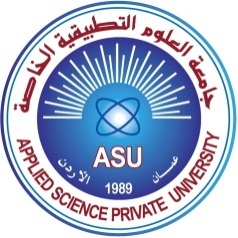 جامعة العلوم التطبيقية الخاصة
ASU
1989
عمان
الأردن
APPLIED SCIENCE PRIVATE UNIVERSITY